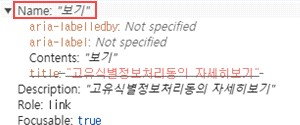 Name: "보기"
aria-labelledby: Not specified
aria-label: Not specified
Contents: "보기"
title: "고유식별정보처리동의 자세히보기"
Description: "고유식별정보처리동의 자세히보기"
Role: link
Focusable: true